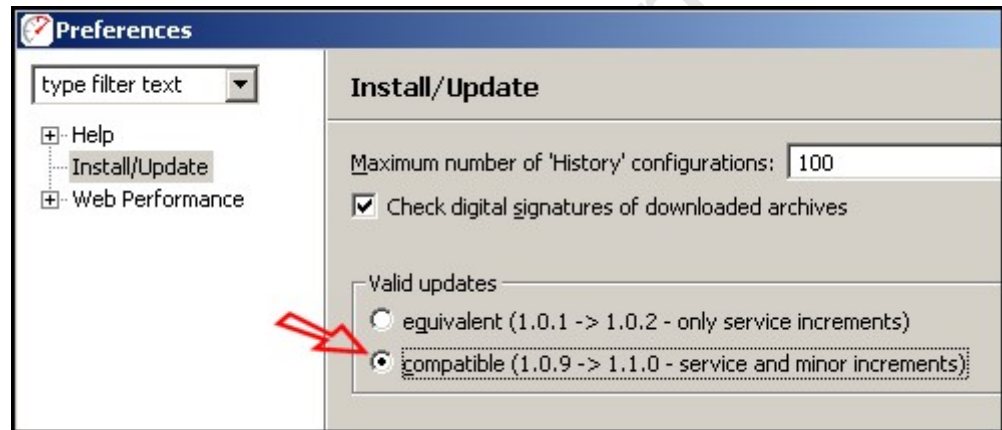 Preferences
type filter text
Install/Update
Help
Install/Update
Web Performance
Maximum number of 'History' configurations: 100
Check digital signatures of downloaded archives
Valid updates
equivalent (1.0.1 -> 1.0.2 - only service increments)
compatible (1.0.9 -> 1.1.0 - service and minor increments)